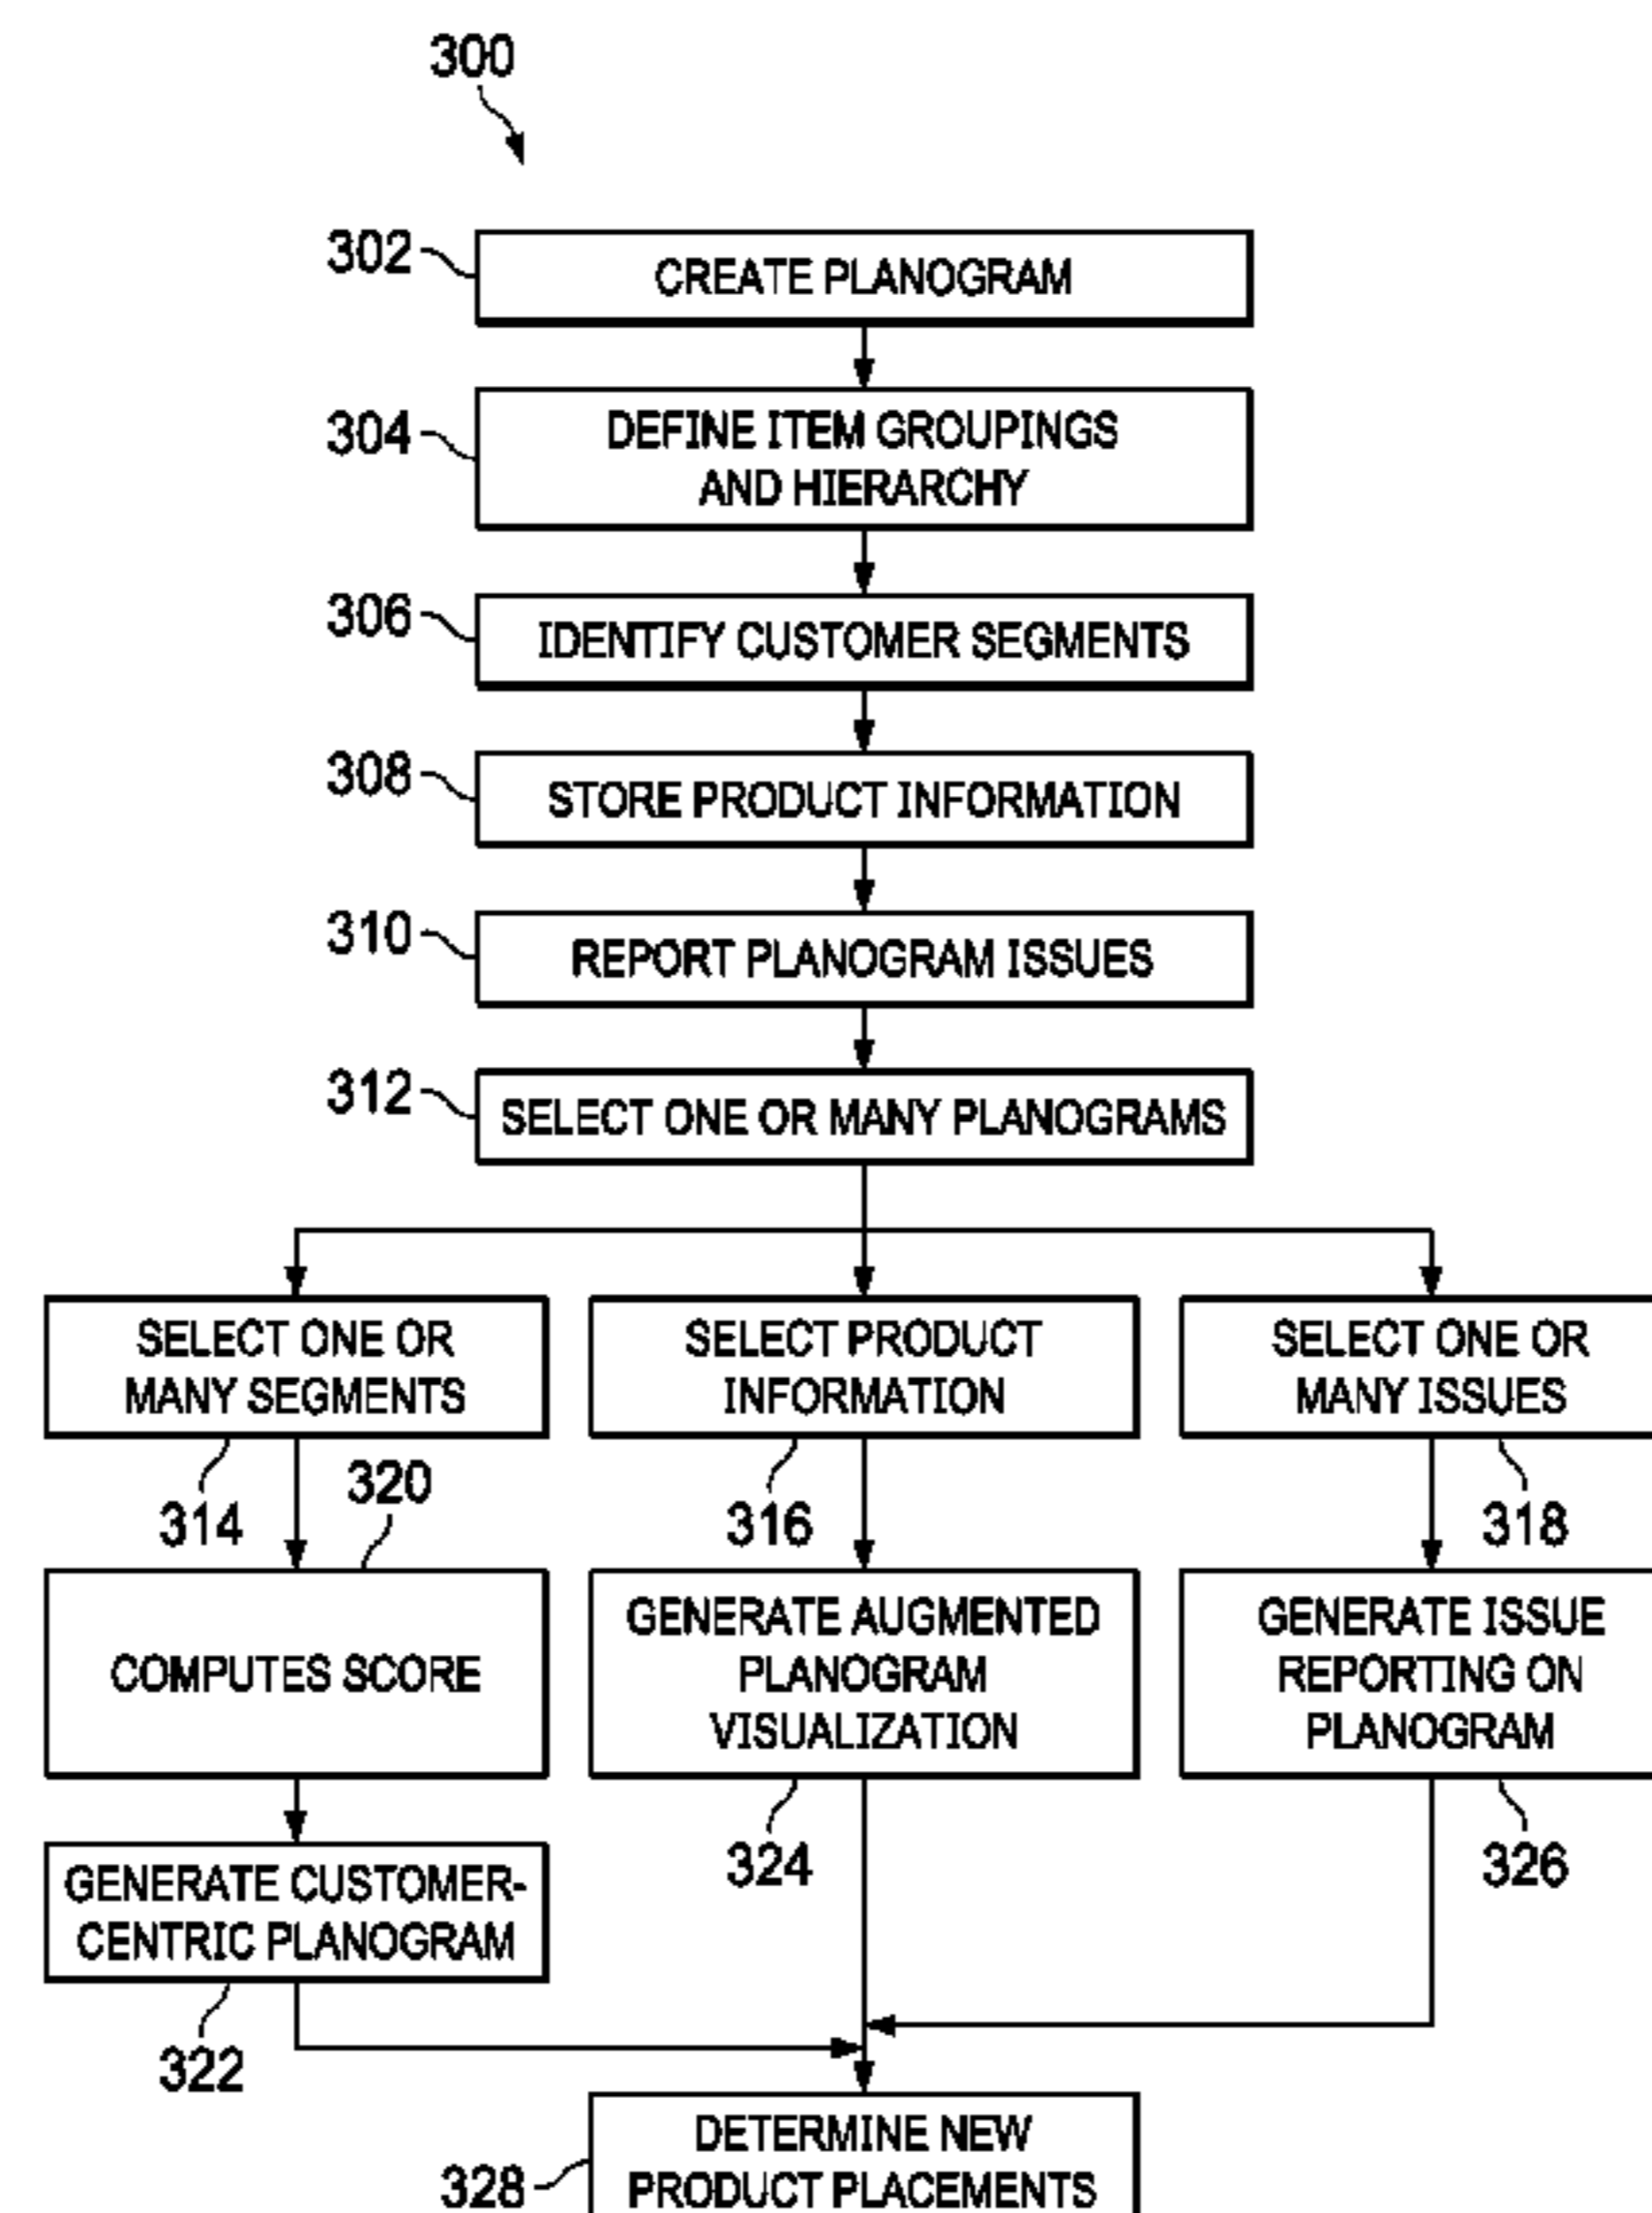 300
302
CREATE PLANOGRAM
304
DEFINE ITEM GROUPINGS
AND HIERARCHY
306
IDENTIFY CUSTOMER SEGMENTS
308
STORE PRODUCT INFORMATION
310
REPORT PLANOGRAM ISSUES
312
SELECT ONE OR MANY PLANOGRAMS
SELECT ONE OR
MANY SEGMENTS
314
SELECT PRODUCT
INFORMATION
316
SELECT ONE OR
MANY ISSUES
318
320
COMPUTES SCORE
GENERATE AUGMENTED
PLANOGRAM
VISUALIZATION
324
GENERATE ISSUE
REPORTING ON
PLANOGRAM
326
GENERATE CUSTOMER-
CENTRIC PLANOGRAM
322
DETERMINE NEW
PRODUCT PLACEMENTS
328